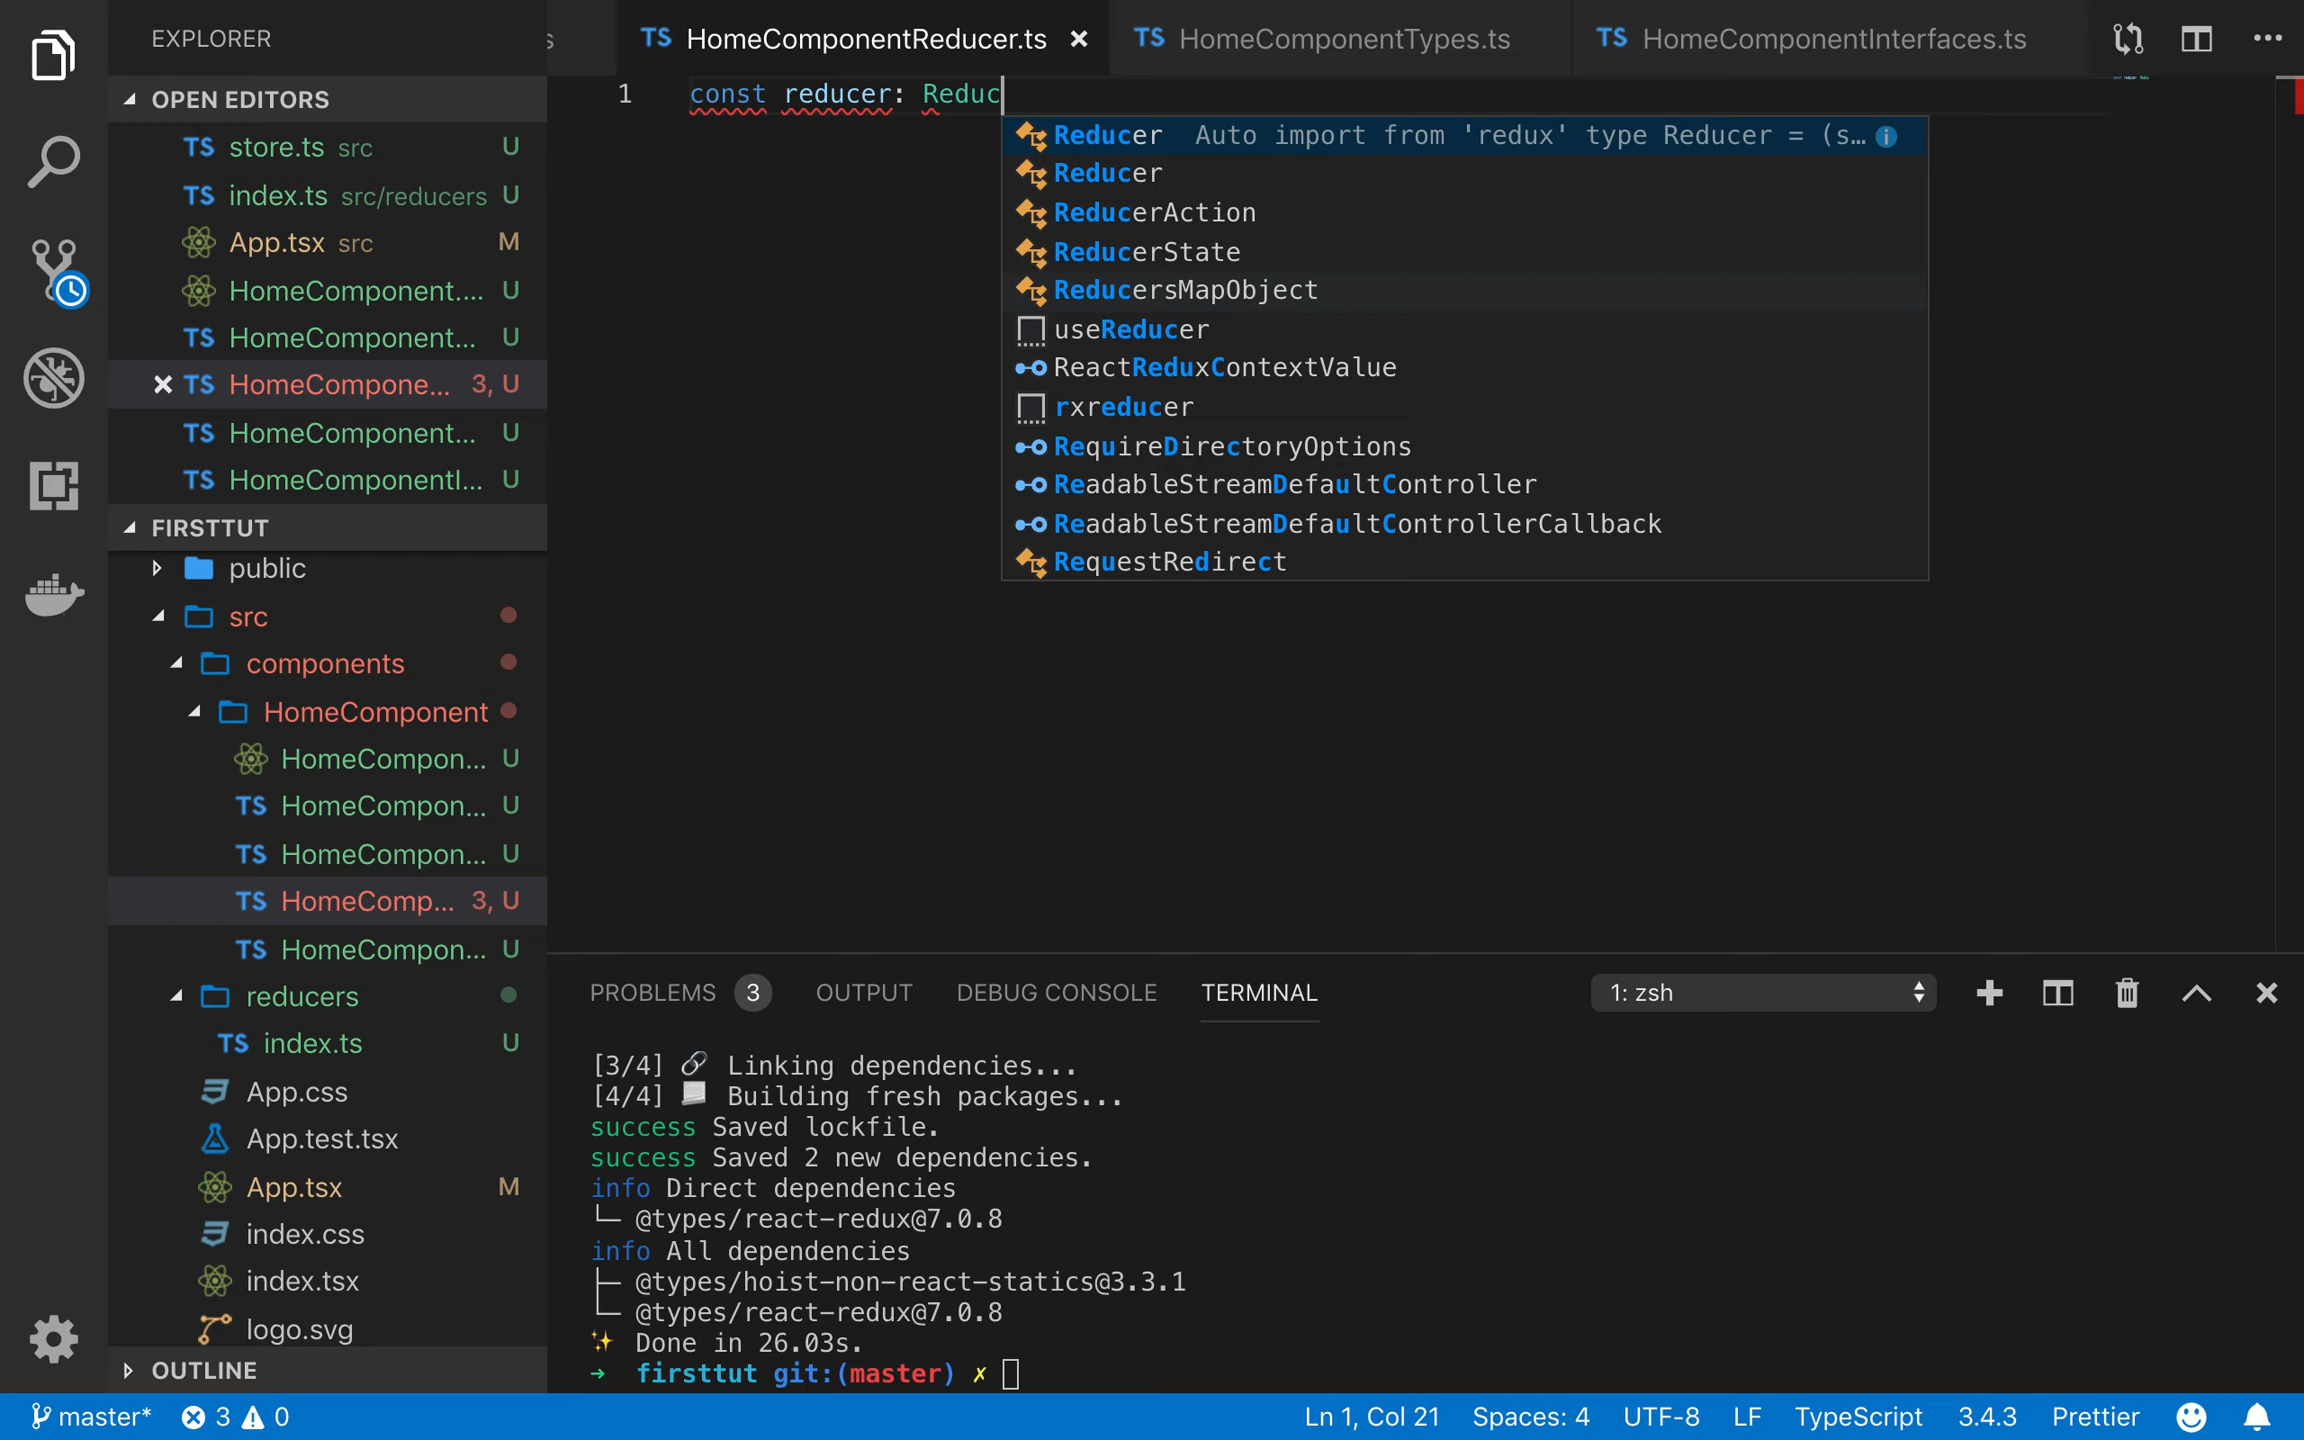 EXPLORER
OPEN EDITORS
TS store.ts src U
TS index.ts src/reducers U
App.tsx src M
HomeComponent.... U
TS HomeComponent... U
TS HomeCompone... 3, U
TS HomeComponent... U
TS HomeComponentI... U
FIRSTTUT
public
src
components
HomeComponent
HomeCompon... U
TS HomeCompon... U
TS HomeCompon... U
TS HomeComp... 3, U
TS HomeCompon... U
reducers
TS index.ts U
App.css
App.test.tsx
App.tsx M
index.css
index.tsx
logo.svg
OUTLINE
s
TS HomeComponentReducer.ts
TS HomeComponentTypes.ts
TS HomeComponentInterfaces.ts
1 const reducer: Reduc
Reducer Auto import from 'redux' type Reducer = (s…
Reducer
ReducerAction
ReducerState
ReducersMapObject
useReducer
ReactReduxContextValue
rxreducer
RequireDirectoryOptions
ReadableStreamDefaultController
ReadableStreamDefaultControllerCallback
RequestRedirect
PROBLEMS 3 OUTPUT DEBUG CONSOLE TERMINAL 1: zsh
[3/4] 🔗 Linking dependencies...
[4/4] 📃 Building fresh packages...
success Saved lockfile.
success Saved 2 new dependencies.
info Direct dependencies
└─ @types/react-redux@7.0.8
info All dependencies
├─ @types/hoist-non-react-statics@3.3.1
└─ @types/react-redux@7.0.8
✨ Done in 26.03s.
➜ firsttut git:(master) ✗
master* 3 0 Ln 1, Col 21 Spaces: 4 UTF-8 LF TypeScript 3.4.3 Prettier